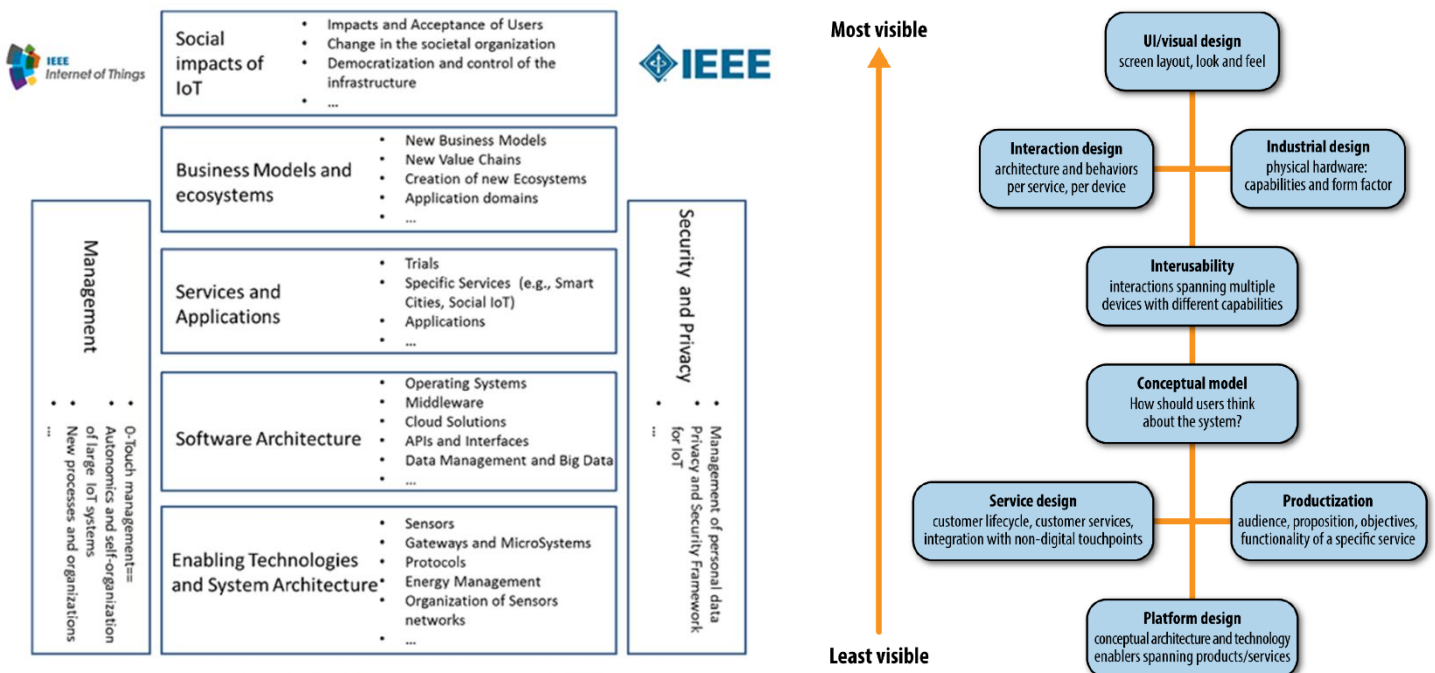 IEEE
Internet of Things
Social
impacts of
IoT
• Impacts and Acceptance of Users
• Change in the societal organization
• Democratization and control of the
infrastructure
• ...
IEEE
Business Models and
ecosystems
• New Business Models
• New Value Chains
• Creation of new Ecosystems
• Application domains
• ...
Services and
Applications
• Trials
• Specific Services (e.g., Smart
Cities, Social IoT)
• Applications
• ...
Software Architecture
• Operating Systems
• Middleware
• Cloud Solutions
• APIs and Interfaces
• Data Management and Big Data
• ...
Enabling Technologies
and System Architecture
• Sensors
• Gateways and MicroSystems
• Protocols
• Energy Management
• Organization of Sensors
networks
• ...
Management
• 0-Touch management==
• Autonomics and self-organization
of large IoT systems
• New processes and organizations
...
Security and Privacy
• Management of personal data
• Privacy and Security Framework
for IoT
• ...
Most visible
Least visible
UI/visual design
screen layout, look and feel
Interaction design
architecture and behaviors
per service, per device
Industrial design
physical hardware:
capabilities and form factor
Interusability
interactions spanning multiple
devices with different capabilities
Conceptual model
How should users think
about the system?
Service design
customer lifecycle, customer services,
integration with non-digital touchpoints
Productization
audience, proposition, objectives,
functionality of a specific service
Platform design
conceptual architecture and technology
enablers spanning products/services